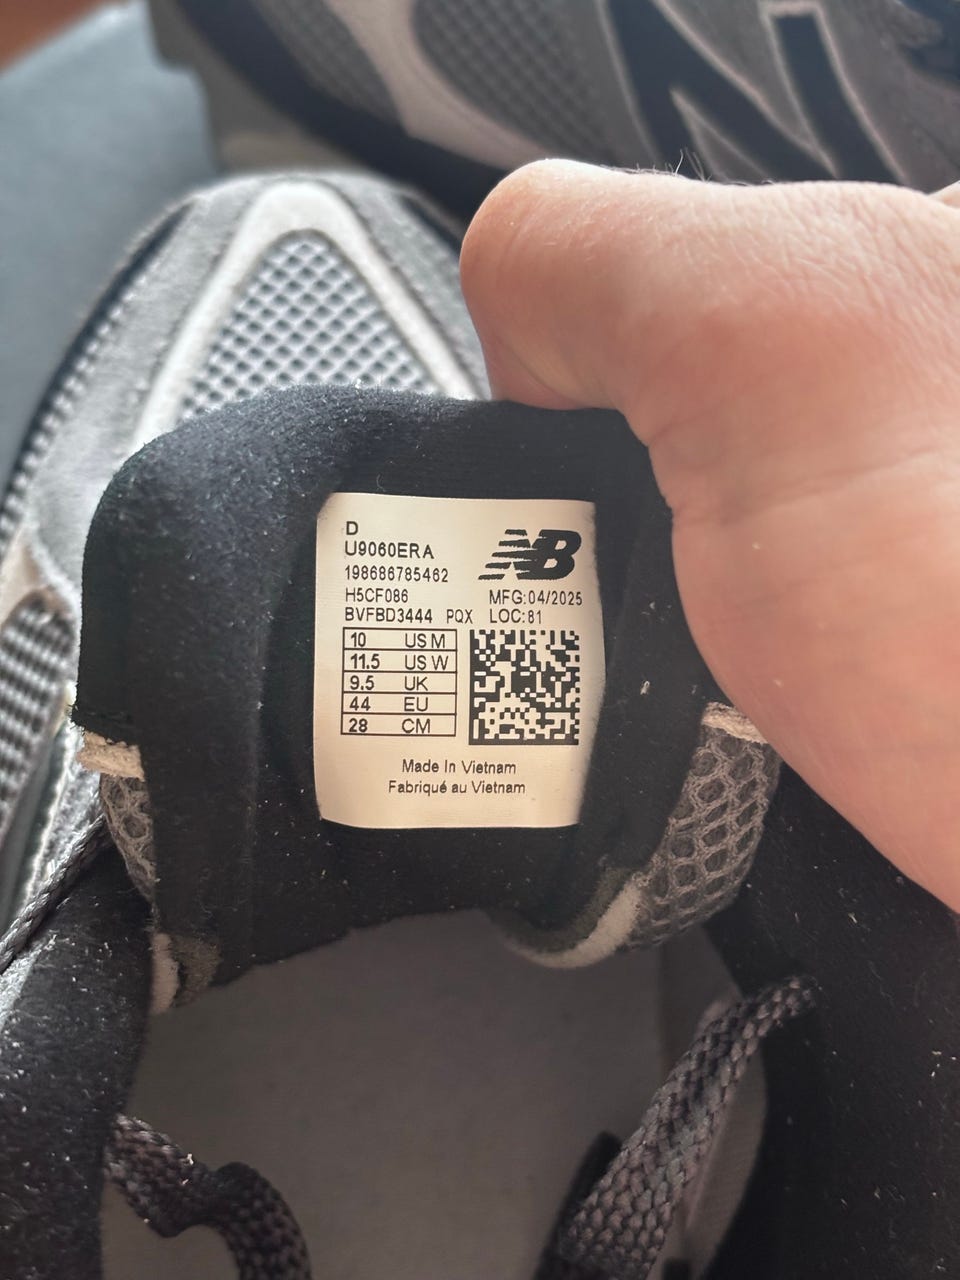 D
U9060ERA
198686785462
H5CF086
BVFBD3444 PQX
NB
MFG:04/2025
LOC:81
10 US M
11.5 US W
9.5 UK
44 EU
28 CM
Made In Vietnam
Fabriqué au Vietnam
N